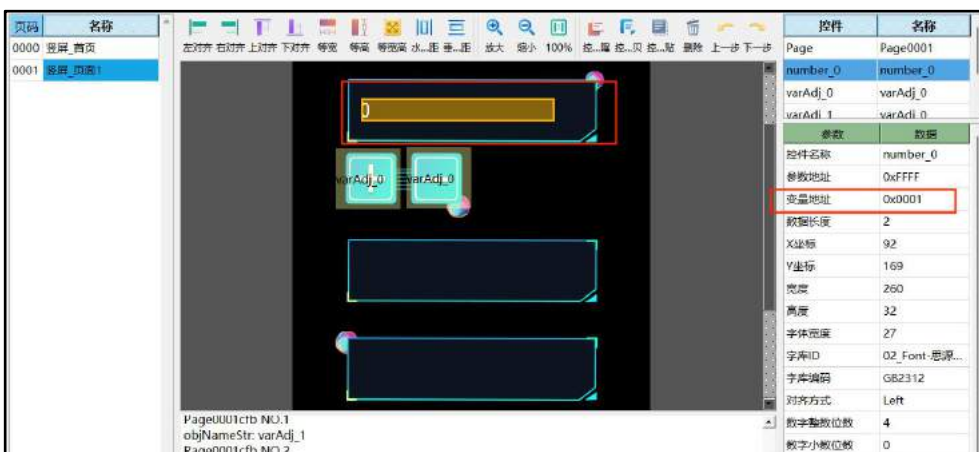 页码 名称
0000 竖屏_首页
0001 竖屏_页面1
左对齐 右对齐 上对齐 下对齐 等宽 等高 等宽高 水...距 垂...距 放大 缩小 100% 控...展 控...贝 控...贴 删除 上一步 下一步
0
varAdj_0 varAdj_0
Page0001cfb NO.1
objNameStr: varAdj_1
Page0001cfb NO.2
控件 名称
Page Page0001
number_0 number_0
varAdj_0 varAdj_0
varAdj_1 varAdj_0
参数 数据
控件名称 number_0
参数地址 0xFFFF
变量地址 0x0001
数据长度 2
X坐标 92
Y坐标 169
宽度 260
高度 32
字体宽度 27
字库ID 02_Font-思源...
字库编码 GB2312
对齐方式 Left
数字整数位数 4
数字小数位数 0